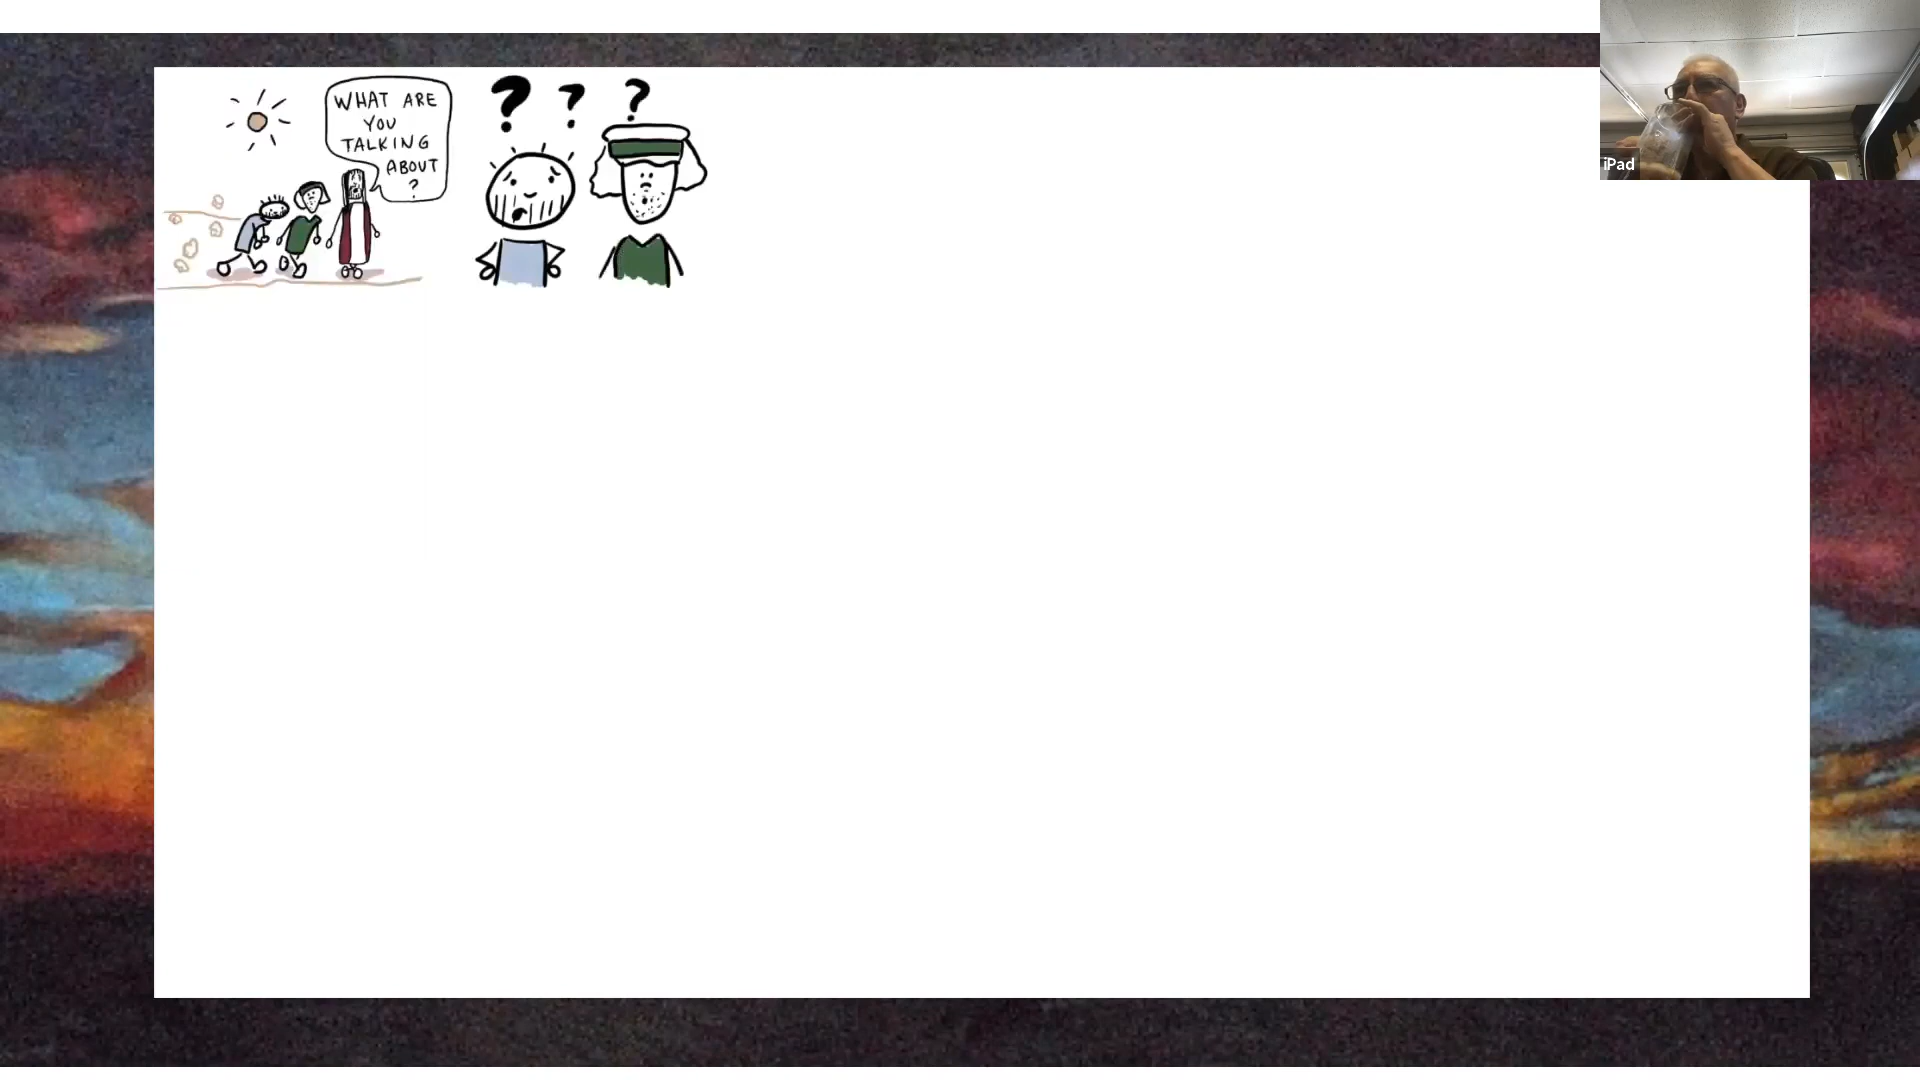 WHAT ARE
YOU
TALKING
ABOUT
?
? ? ?
iPad